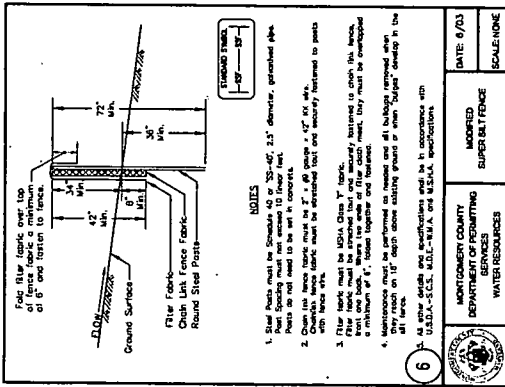 Fold filter fabric over top
of fence fabric a minimum
of 6" and fasten to fence.
FLOW
Ground Surface
72"
Min.
36"
Min.
34"
Min.
42"
Min.
8"
Min.
Filter Fabric
Chain Link Fence Fabric
Round Steel Posts
STANDARD SYMBOL
SSF SSF
NOTES
1. Steel Posts must be Schedule 40 or "SS-40", 2.5" diameter, galvanized pipe.
Post Spacing must not exceed 10 linear feet.
Posts do not need to be set in concrete.
2. Chain link fence fabric must be 2" x #9 gauge x 42" KK wire.
Chainlink fence fabric must be stretched taut and securely fastened to posts
with fence wire.
3. Filter fabric must be MSHA Class "F" fabric.
Filter fabric must be stretched taut and securely fastened to chain link fence,
front and back. Where two ends of filter cloth meet, they must be overlapped
a minimum of 6", folded together and fastened.
4. Maintenance must be performed as needed and all buildups removed when
they reach an 18" depth above existing ground or when "bulges" develop in the
silt fence.
5. All other details and specifications shall be in accordance with
U.S.D.A.-S.C.S. M.D.E.-W.M.A. and M.S.H.A. specifications
6
MONTGOMERY COUNTY
DEPARTMENT OF PERMITTING
SERVICES
WATER RESOURCES
MODIFIED
SUPER SILT FENCE
DATE: 6/03
SCALE: NONE